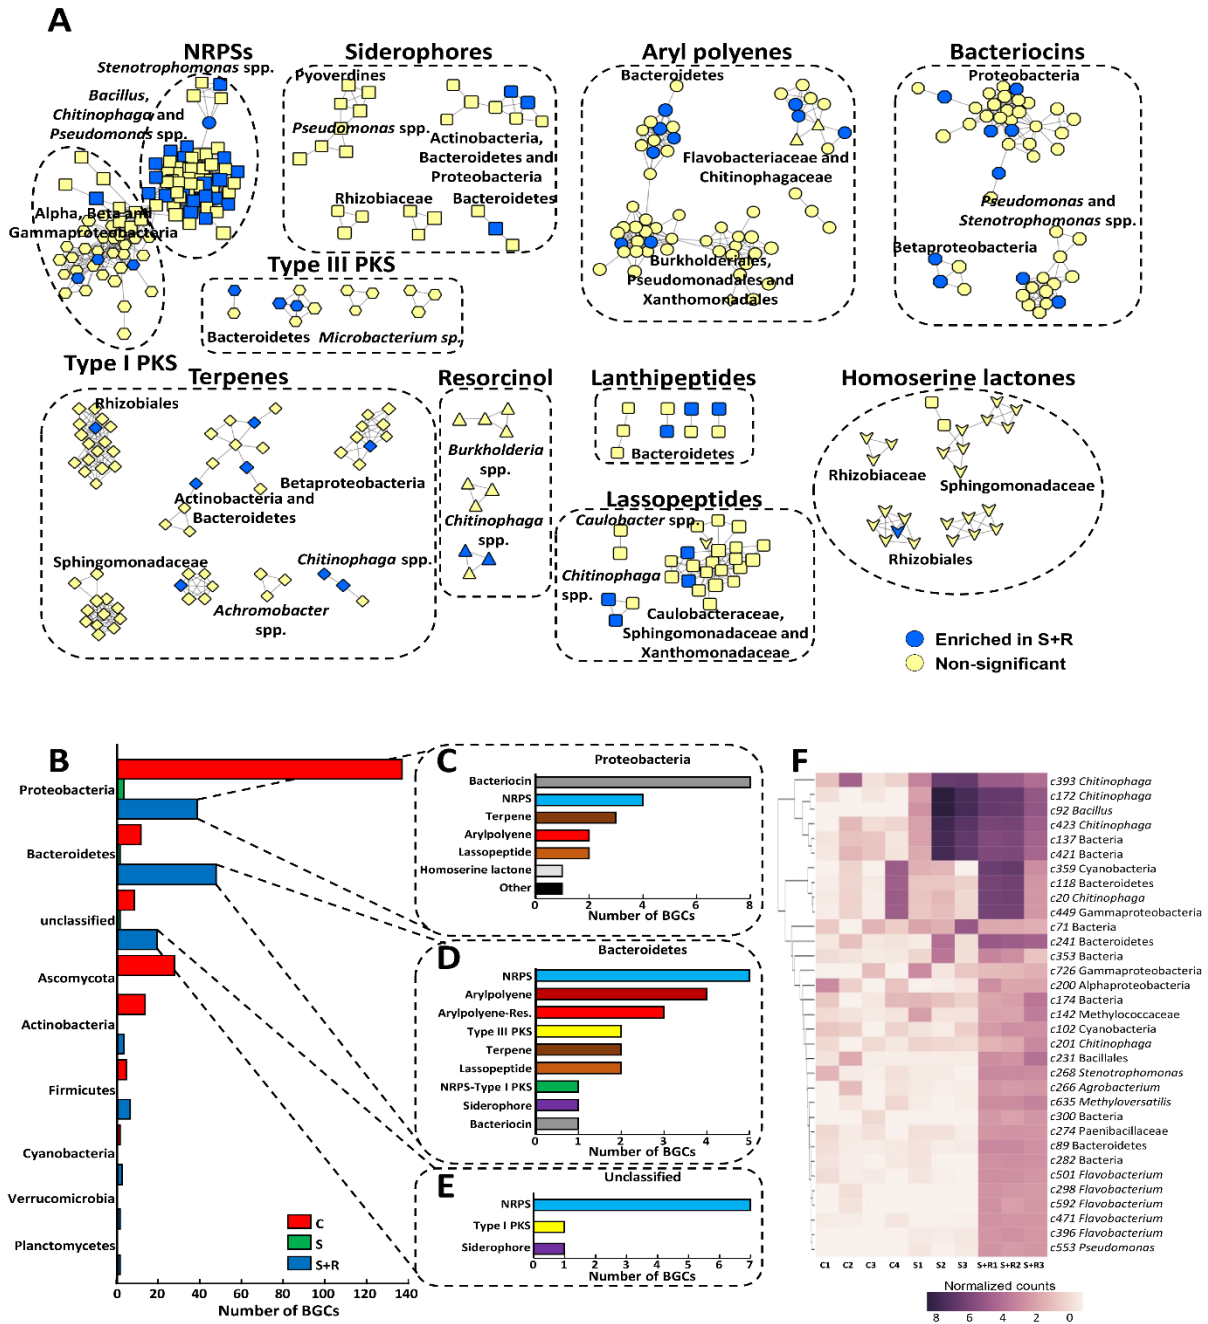 A
NRPSs
Siderophores
Aryl polyenes
Bacteriocins
Stenotrophomonas spp.
Bacillus,
Chitinophaga and
Pseudomonas spp.
Alpha, Beta and
Gammaproteobacteria
Type I PKS
Pyoverdines
Pseudomonas spp.
Actinobacteria,
Bacteroidetes and
Proteobacteria
Rhizobiaceae
Bacteroidetes
Bacteroidetes
Flavobacteriaceae and
Chitinophagaceae
Burkholderiales,
Pseudomonadales and
Xanthomonadales
Proteobacteria
Pseudomonas and
Stenotrophomonas spp.
Betaproteobacteria
Type III PKS
Bacteroidetes
Microbacterium sp.
Terpenes
Rhizobiales
Actinobacteria and
Bacteroidetes
Betaproteobacteria
Sphingomonadaceae
Achromobacter
spp.
Chitinophaga spp.
Resorcinol
Burkholderia
spp.
Chitinophaga
spp.
Lanthipeptides
Bacteroidetes
Lassopeptides
Caulobacter spp.
Chitinophaga
spp.
Caulobacteraceae,
Sphingomonadaceae and
Xanthomonadaceae
Homoserine lactones
Rhizobiaceae
Sphingomonadaceae
Rhizobiales
Enriched in S+R
Non-significant
B
Proteobacteria
Bacteroidetes
unclassified
Ascomycota
Actinobacteria
Firmicutes
Cyanobacteria
Verrucomicrobia
Planctomycetes
C
S
S+R
0 20 40 60 80 100 120 140
Number of BGCs
C
Proteobacteria
Bacteriocin
NRPS
Terpene
Arylpolyene
Lassopeptide
Homoserine lactone
Other
0 2 4 6 8
Number of BGCs
D
Bacteroidetes
NRPS
Arylpolyene
Arylpolyene-Res.
Type III PKS
Terpene
Lassopeptide
NRPS-Type I PKS
Siderophore
Bacteriocin
0 1 2 3 4 5
Number of BGCs
E
Unclassified
NRPS
Type I PKS
Siderophore
0 1 2 3 4 5 6 7
Number of BGCs
F
c393 Chitinophaga
c172 Chitinophaga
c92 Bacillus
c423 Chitinophaga
c137 Bacteria
c421 Bacteria
c359 Cyanobacteria
c118 Bacteroidetes
c20 Chitinophaga
c449 Gammaproteobacteria
c71 Bacteria
c241 Bacteroidetes
c353 Bacteria
c726 Gammaproteobacteria
c200 Alphaproteobacteria
c174 Bacteria
c142 Methylococcaceae
c102 Cyanobacteria
c201 Chitinophaga
c231 Bacillales
c268 Stenotrophomonas
c266 Agrobacterium
c635 Methyloversatilis
c300 Bacteria
c274 Paenibacillaceae
c89 Bacteroidetes
c282 Bacteria
c501 Flavobacterium
c298 Flavobacterium
c592 Flavobacterium
c471 Flavobacterium
c396 Flavobacterium
c553 Pseudomonas
C1 C2 C3 C4 S1 S2 S3 S+R1 S+R2 S+R3
Normalized counts
8 6 4 2 0